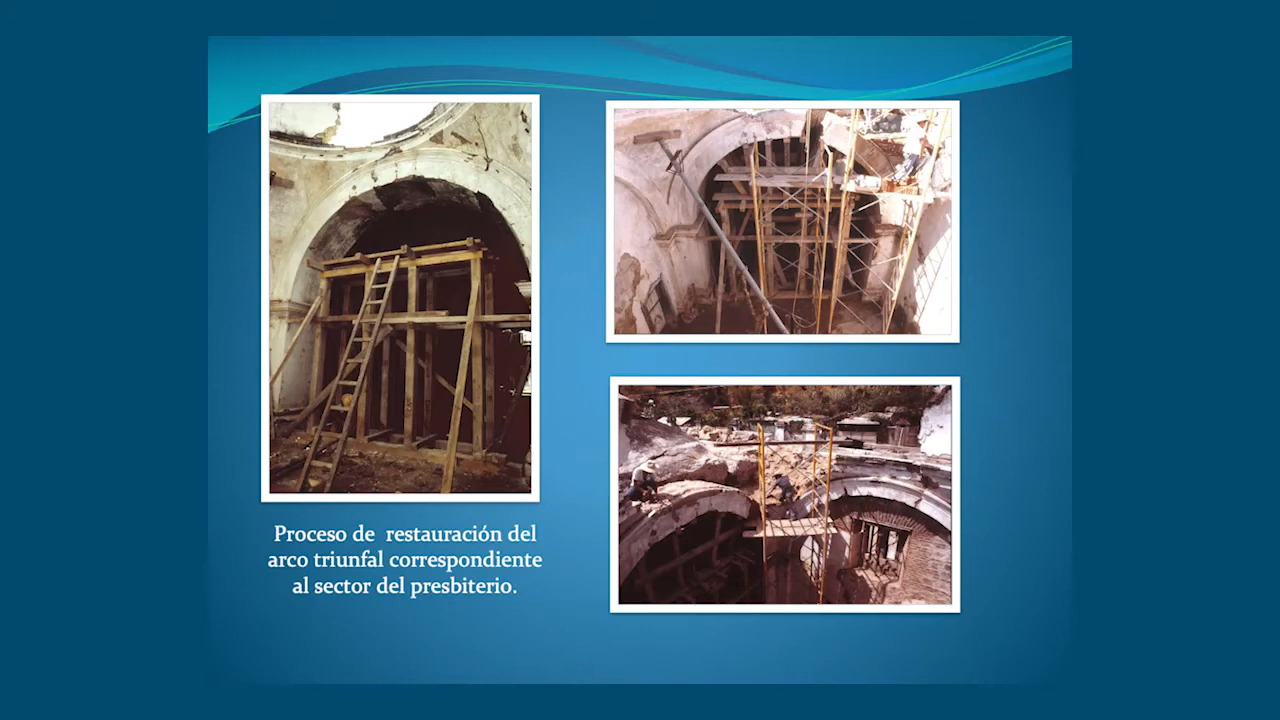 Proceso de  restauración del
arco triunfal correspondiente
al sector del presbiterio.